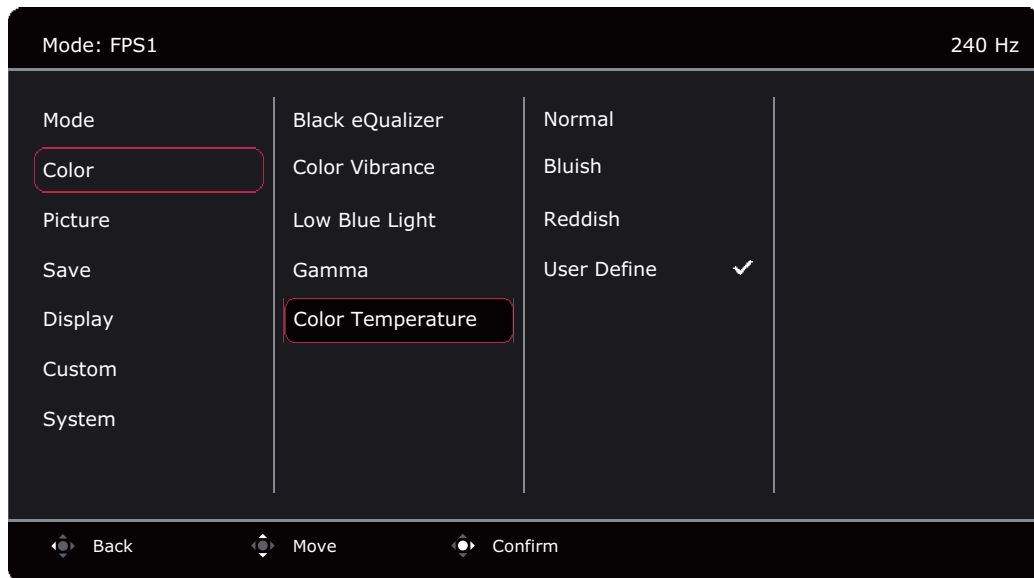 Mode: FPS1
240 Hz
Mode
Color
Picture
Save
Display
Custom
System
Black eQualizer
Color Vibrance
Low Blue Light
Gamma
Color Temperature
Normal
Bluish
Reddish
User Define
Back
Move
Confirm